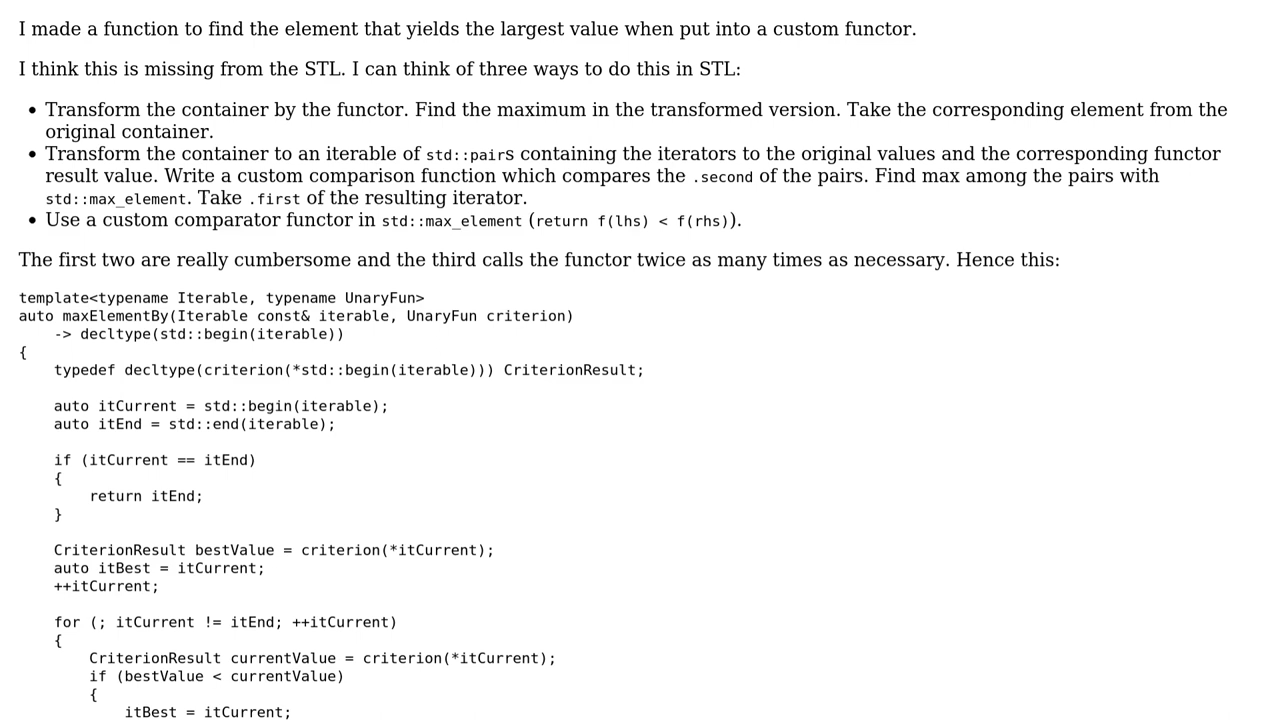 I made a function to find the element that yields the largest value when put into a custom functor.
I think this is missing from the STL. I can think of three ways to do this in STL:
• Transform the container by the functor. Find the maximum in the transformed version. Take the corresponding element from the
original container.
• Transform the container to an iterable of std::pairs containing the iterators to the original values and the corresponding functor
result value. Write a custom comparison function which compares the .second of the pairs. Find max among the pairs with
std::max_element. Take .first of the resulting iterator.
• Use a custom comparator functor in std::max_element (return f(lhs) < f(rhs)).
The first two are really cumbersome and the third calls the functor twice as many times as necessary. Hence this:
template<typename Iterable, typename UnaryFun>
auto maxElementBy(Iterable const& iterable, UnaryFun criterion)
    -> decltype(std::begin(iterable))
{
    typedef decltype(criterion(*std::begin(iterable))) CriterionResult;
    auto itCurrent = std::begin(iterable);
    auto itEnd = std::end(iterable);
    if (itCurrent == itEnd)
    {
        return itEnd;
    }
    CriterionResult bestValue = criterion(*itCurrent);
    auto itBest = itCurrent;
    ++itCurrent;
    for (; itCurrent != itEnd; ++itCurrent)
    {
        CriterionResult currentValue = criterion(*itCurrent);
        if (bestValue < currentValue)
        {
            itBest = itCurrent;